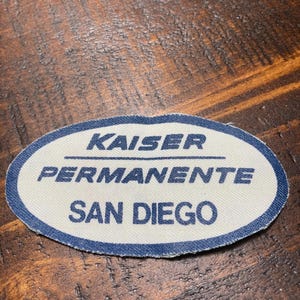 KAISER
PERMANENTE
SAN DIEGO